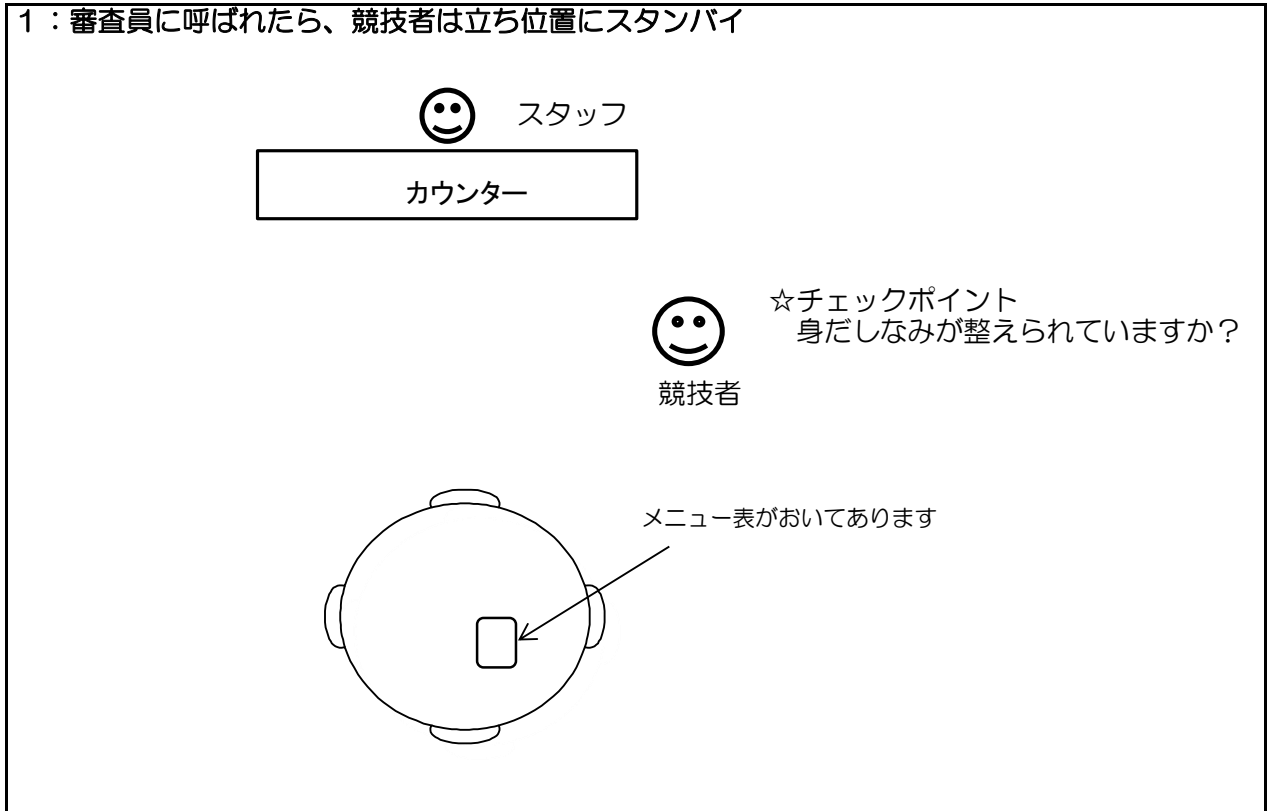 １：審査員に呼ばれたら、競技者は立ち位置にスタンバイ
スタッフ
カウンター
☆チェックポイント
身だしなみが整えられていますか？
競技者
メニュー表がおいてあります